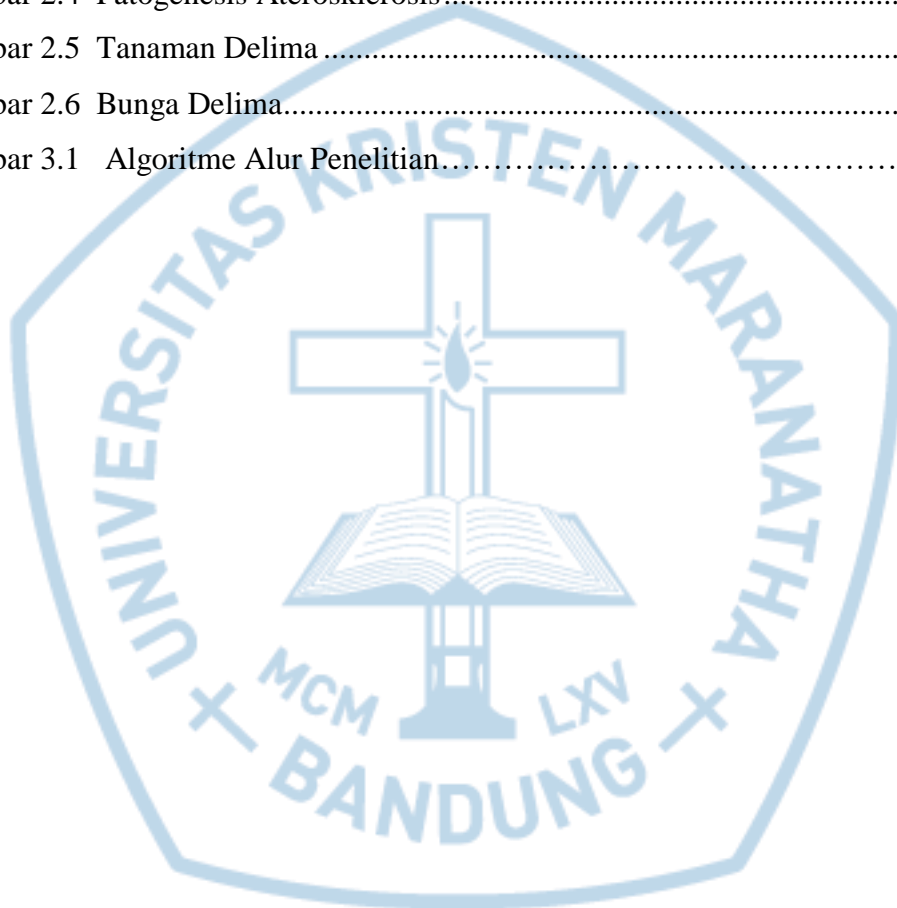 bar 2.4 Patogenesis Aterosklerosis........................................................
bar 2.5 Tanaman Delima........................................................................
bar 2.6 Bunga Delima............................................................................
bar 3.1 Algoritme Alur Penelitian……………………………………
UNIVERSITAS KRISTEN MARANATHA
MCM LXV
BANDUNG